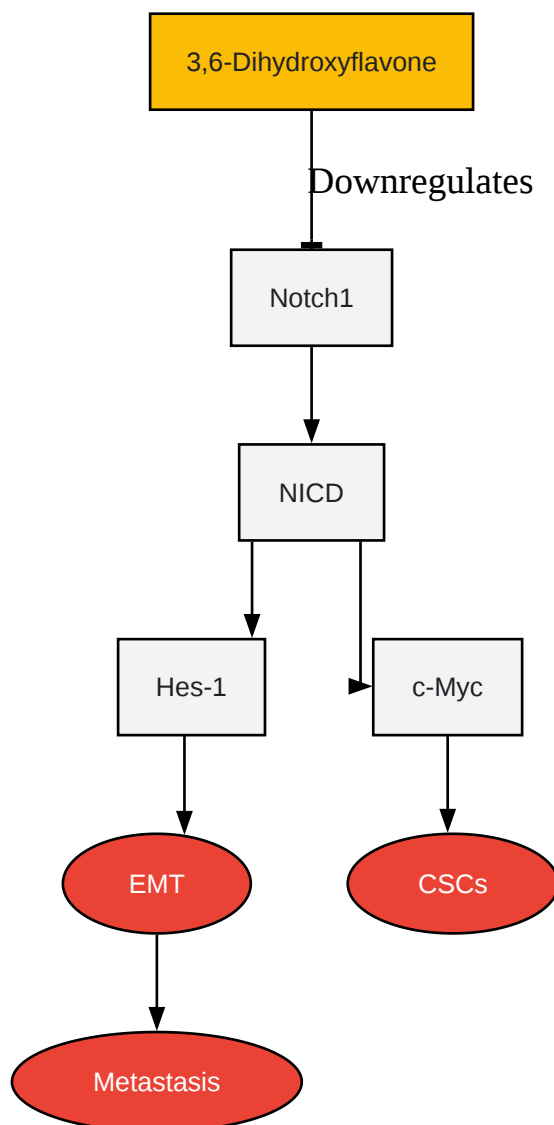 3,6-Dihydroxyflavone
Downregulates
Notch1
NICD
Hes-1
c-Myc
EMT
CSCs
Metastasis